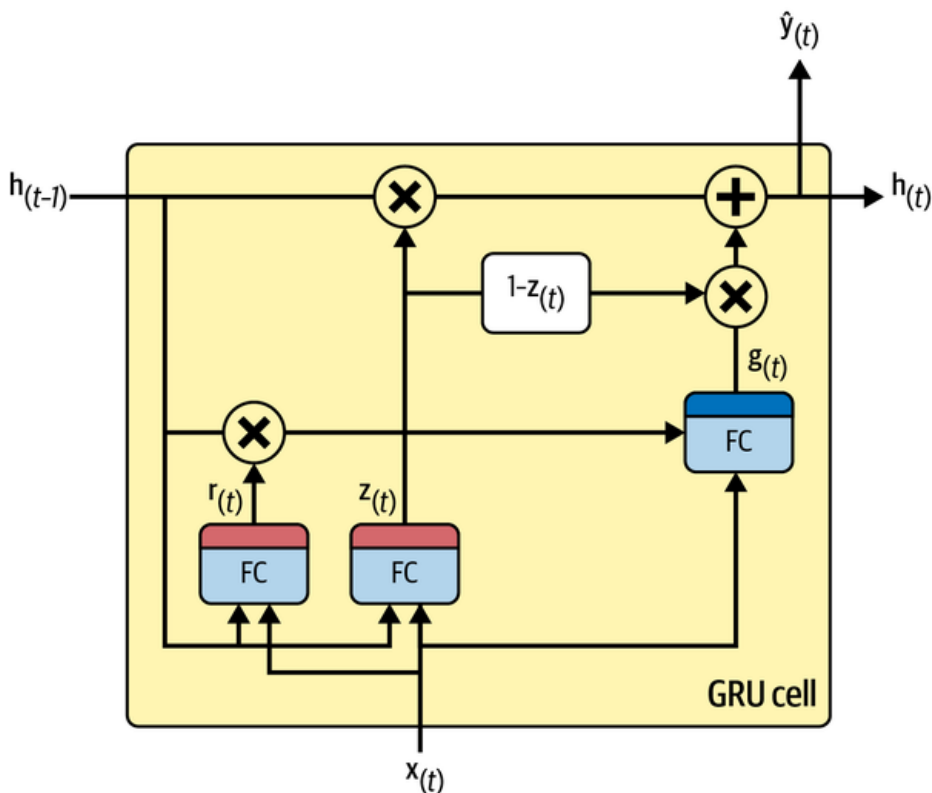 ŷ(t)
h(t–1)
h(t)
1–z(t)
g(t)
FC
r(t)
z(t)
FC
FC
GRU cell
x(t)